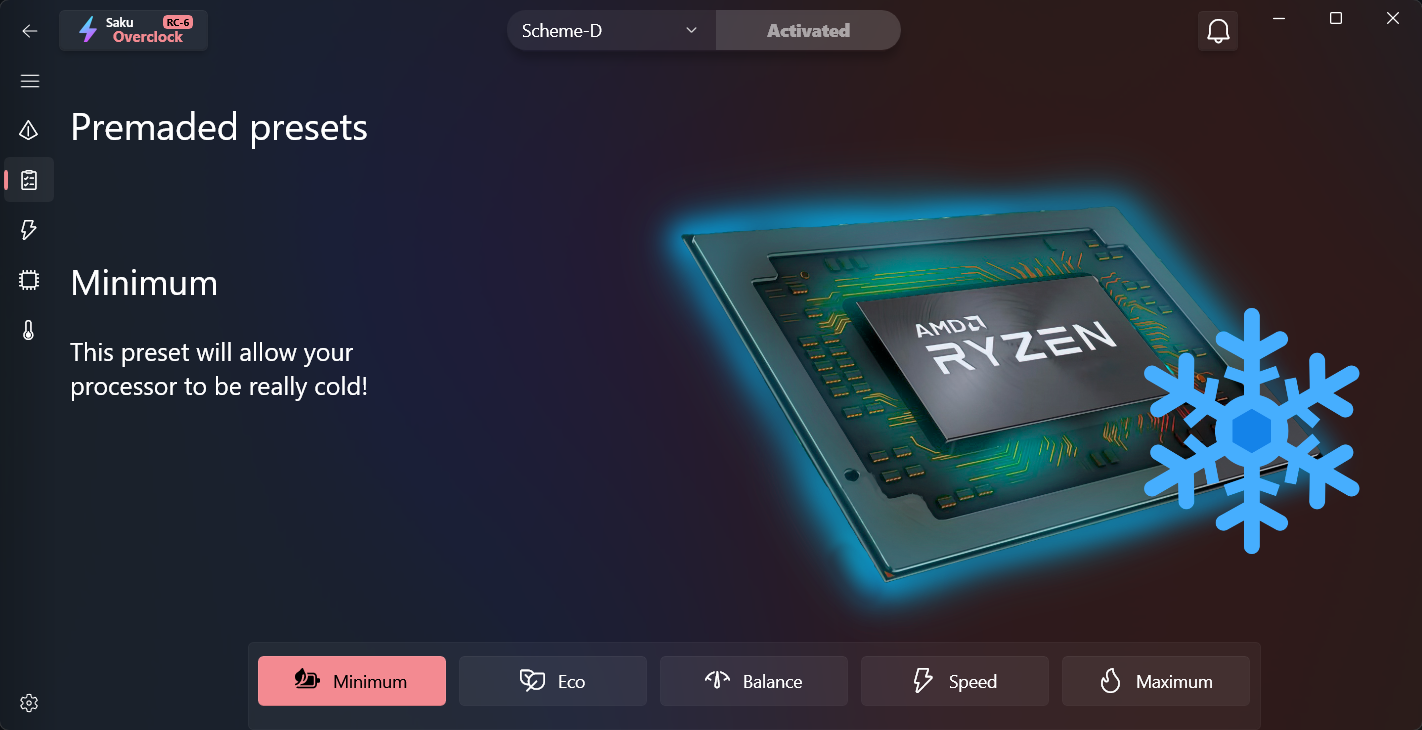 Saku RC-6
Overclock
Scheme-D
Activated
Premaded presets
Minimum
This preset will allow your
processor to be really cold!
AMD
RYZEN
Minimum
Eco
Balance
Speed
Maximum